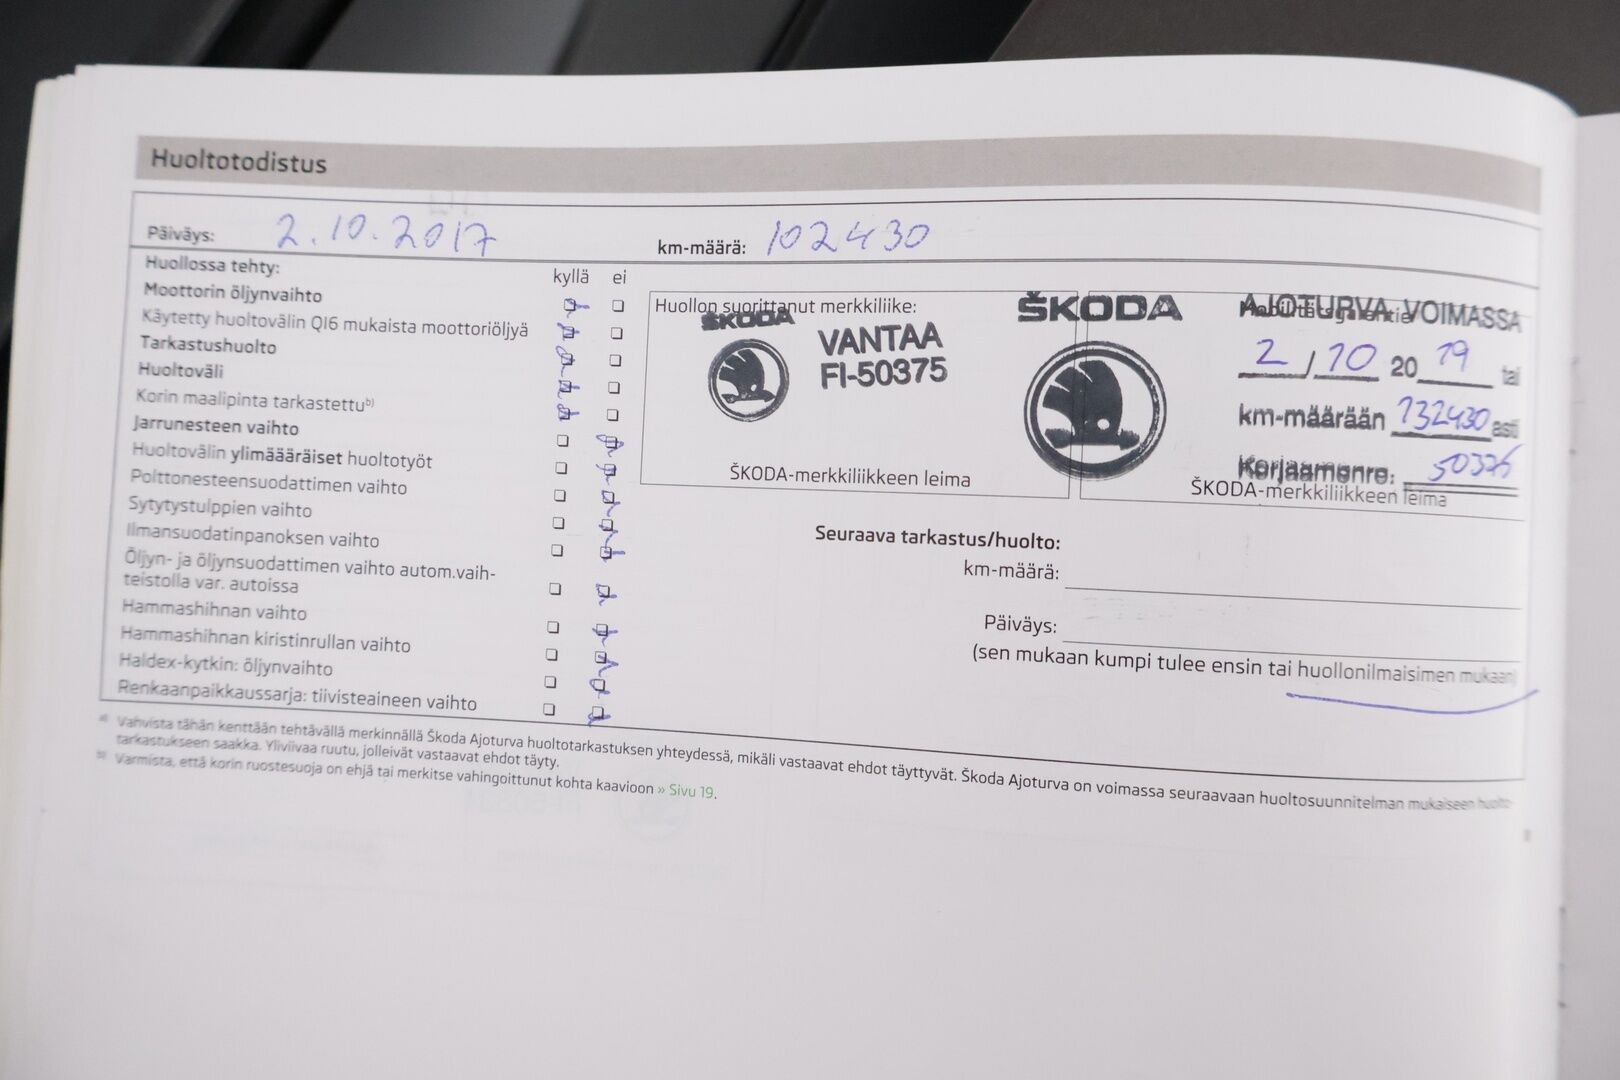 Huoltotodistus
Päiväys: 2.10.2017 km-määrä: 102430
Huollossa tehty: kyllä ei
Moottorin öljynvaihto
Käytetty huoltovälin QI6 mukaista moottoriöljyä
Tarkastushuolto
Huoltoväli
Korin maalipinta tarkastettu b)
Jarrunesteen vaihto
Huoltovälin ylimääräiset huoltotyöt
Polttonesteensuodattimen vaihto
Sytytystulppien vaihto
Ilmansuodatinpanoksen vaihto
Öljyn- ja öljynsuodattimen vaihto autom.vaih-
teistolla var. autoissa
Hammashihnan vaihto
Hammashihnan kiristinrullan vaihto
Haldex-kytkin: öljynvaihto
Renkaanpaikkaussarja: tiivisteaineen vaihto
Huollon suorittanut merkkiliike:
ŠKODA
VANTAA
FI-50375
ŠKODA-merkkiliikkeen leima
ŠKODA
AJOTURVA VOIMASSA
2 / 10 20 19 tai
km-määrään 132430 asti
Korjaamonro: 50375
ŠKODA-merkkiliikkeen leima
Seuraava tarkastus/huolto:
km-määrä:
Päiväys:
(sen mukaan kumpi tulee ensin tai huollonilmaisimen mukaan)
a) Vahvista tähän kenttään tehtävällä merkinnällä Škoda Ajoturva huoltotarkastuksen yhteydessä, mikäli vastaavat ehdot täyttyvät. Škoda Ajoturva on voimassa seuraavaan huoltosuunnitelman mukaiseen huolto-
tarkastukseen saakka. Yliviivaa ruutu, jolleivät vastaavat ehdot täyty.
b) Varmista, että korin ruostesuoja on ehjä tai merkitse vahingoittunut kohta kaavioon » Sivu 19.